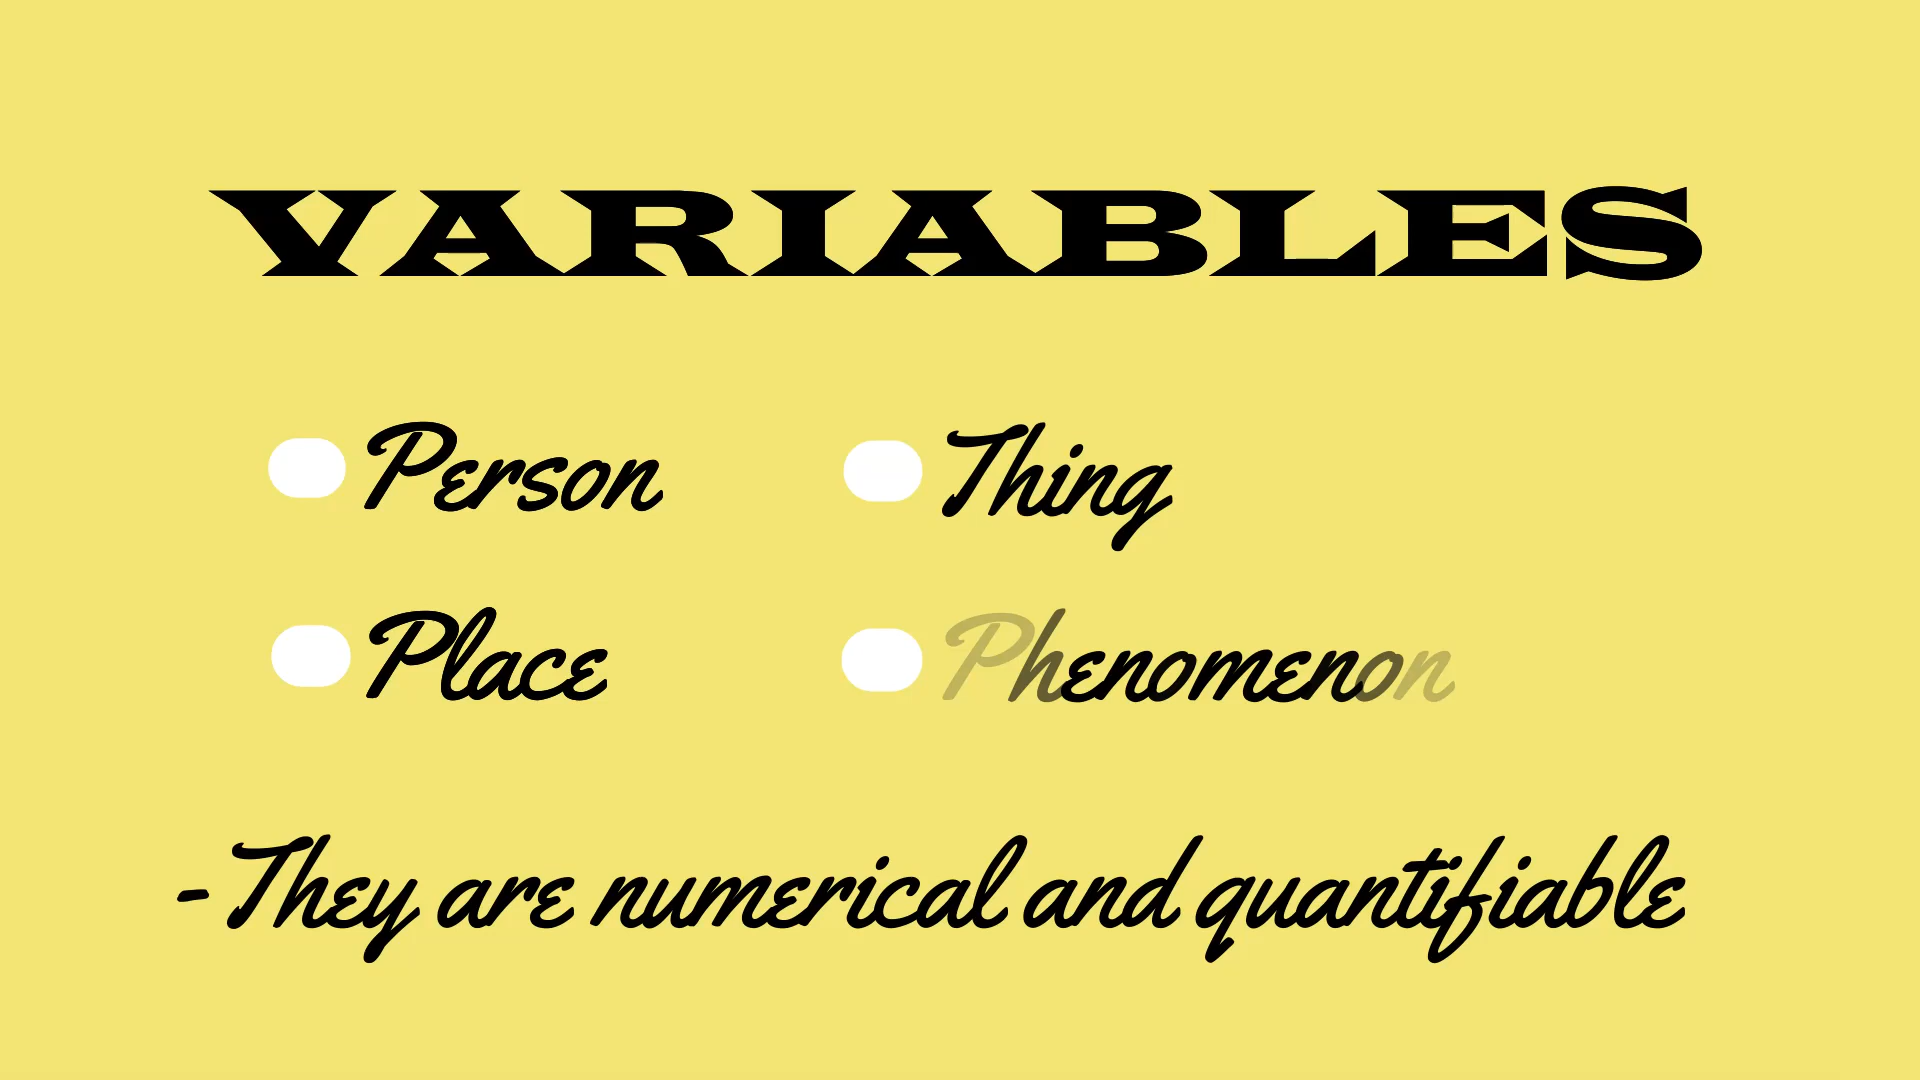 VARIABLES
Person
Thing
Place
Phenomenon
-They are numerical and quantifiable